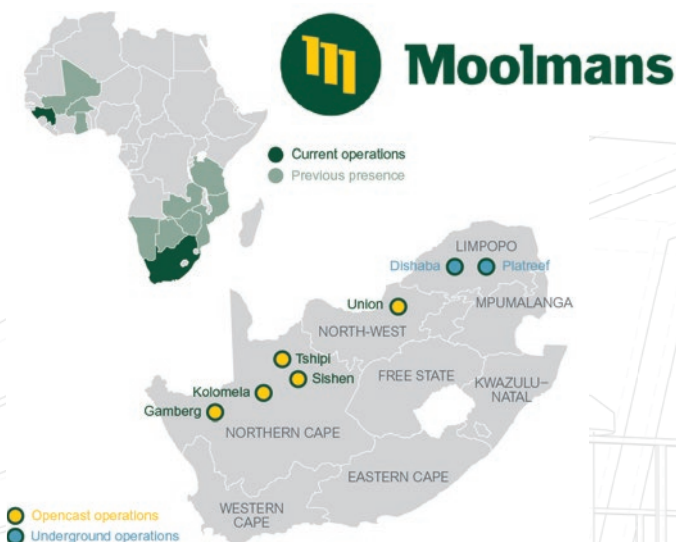 Moolmans
Current operations
Previous presence
LIMPOPO
Dishaba
Platreef
MPUMALANGA
Union
NORTH-WEST
Tshipi
Sishen
FREE STATE
KWAZULU–
NATAL
Kolomela
Gamberg
NORTHERN CAPE
EASTERN CAPE
WESTERN
CAPE
Opencast operations
Underground operations